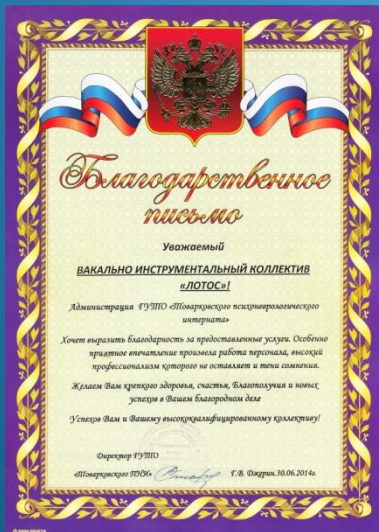 Благодарственное
письмо
Уважаемый
ВАКАЛЬНО ИНСТРУМЕНТАЛЬНЫЙ КОЛЛЕКТИВ
«ЛОТОС»!
Администрация ГУТО «Товарковского психоневрологического
интерната»
Хочет выразить благодарность за предоставленные услуги. Особенно
приятное впечатление произвела работа персонала, высокий
профессионализм которого не оставляет и тени сомнения.
Желаем Вам крепкого здоровья, счастья, Благополучия и новых
успехов в Вашем благородном деле
Успехов Вам и Вашему высококвалифицированному коллективу!
Директор ГУТО
«Товарковского ПНИ» Г.В. 30.06.2014г.